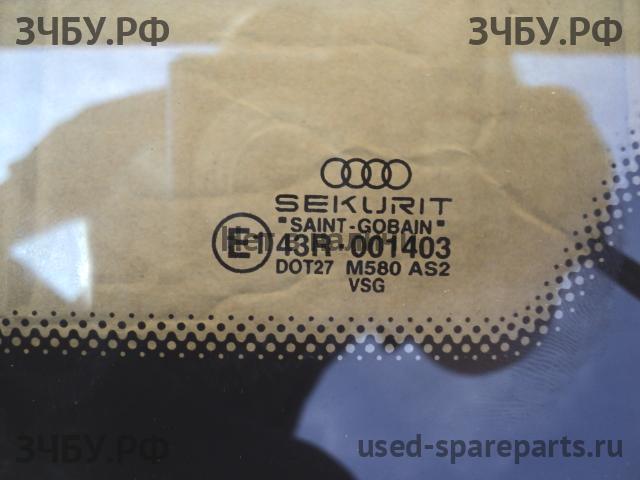 ЗЧБУ.РФ ЗЧБУ.РФ
SEKURIT
"SAINT-GOBAIN"
E1 43R-001403
DOT27 M580 AS2
VSG
ЗЧБУ.РФ used-spareparts.ru